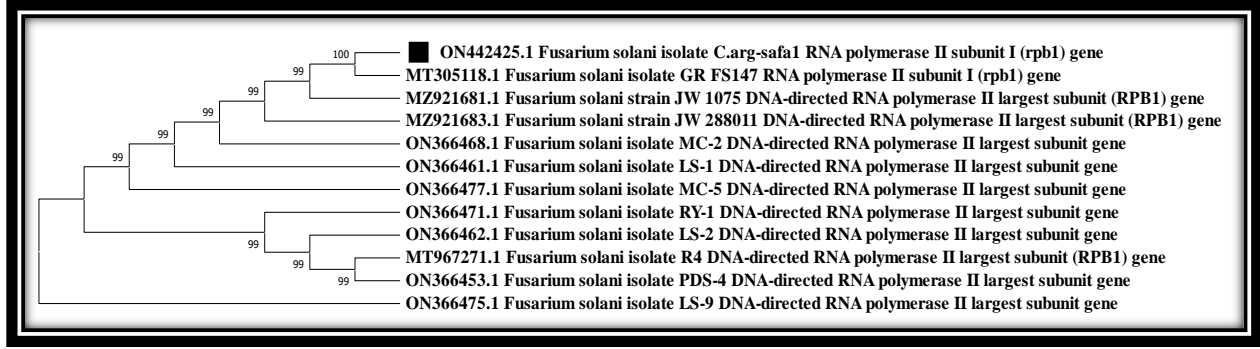 100
ON442425.1 Fusarium solani isolate C.arg-safa1 RNA polymerase II subunit I (rpb1) gene
99
MT305118.1 Fusarium solani isolate GR FS147 RNA polymerase II subunit I (rpb1) gene
99
MZ921681.1 Fusarium solani strain JW 1075 DNA-directed RNA polymerase II largest subunit (RPB1) gene
99
MZ921683.1 Fusarium solani strain JW 288011 DNA-directed RNA polymerase II largest subunit (RPB1) gene
99
ON366468.1 Fusarium solani isolate MC-2 DNA-directed RNA polymerase II largest subunit gene
99
ON366461.1 Fusarium solani isolate LS-1 DNA-directed RNA polymerase II largest subunit gene
ON366477.1 Fusarium solani isolate MC-5 DNA-directed RNA polymerase II largest subunit gene
ON366471.1 Fusarium solani isolate RY-1 DNA-directed RNA polymerase II largest subunit gene
99
ON366462.1 Fusarium solani isolate LS-2 DNA-directed RNA polymerase II largest subunit gene
99
MT967271.1 Fusarium solani isolate R4 DNA-directed RNA polymerase II largest subunit (RPB1) gene
99
ON366453.1 Fusarium solani isolate PDS-4 DNA-directed RNA polymerase II largest subunit gene
ON366475.1 Fusarium solani isolate LS-9 DNA-directed RNA polymerase II largest subunit gene